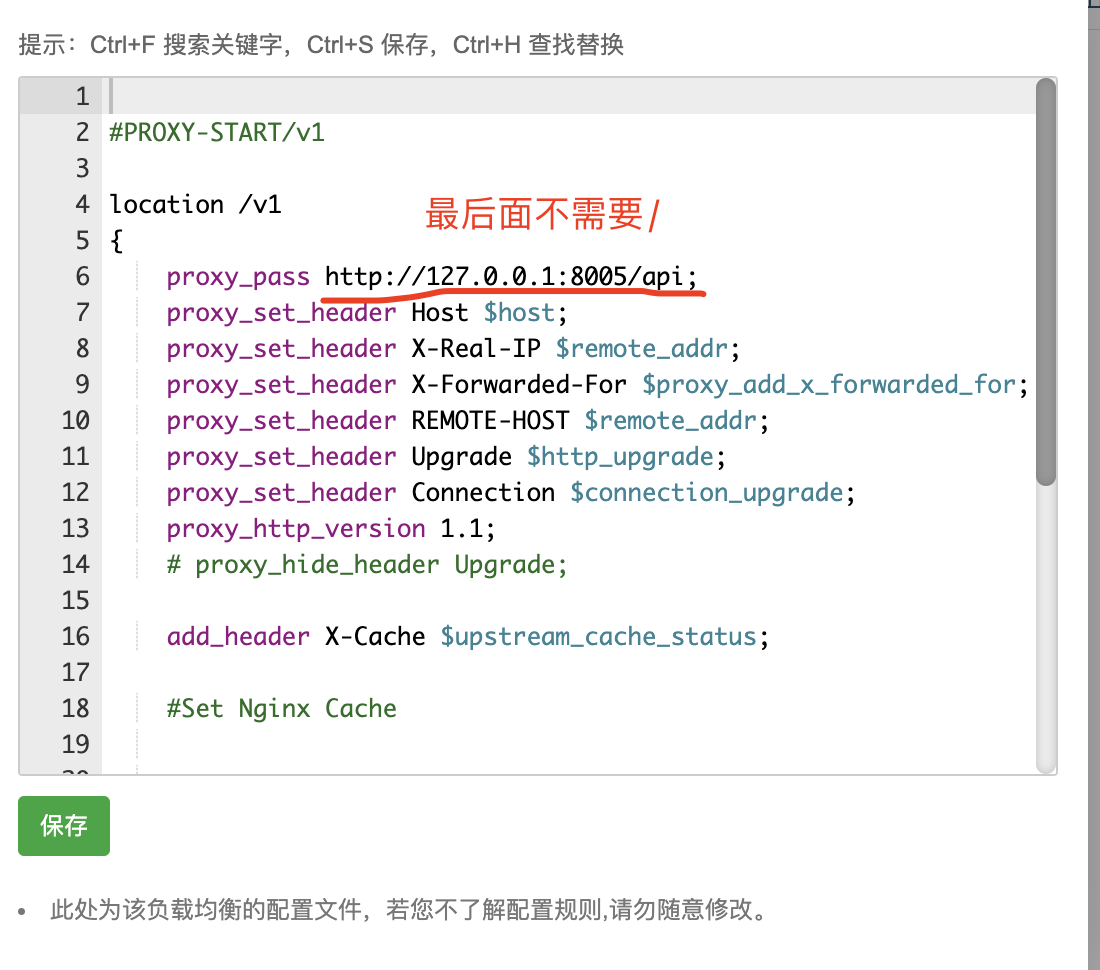 提示：Ctrl+F 搜索关键字，Ctrl+S 保存，Ctrl+H 查找替换
1
2 #PROXY-START/v1
3
4 location /v1
最后面不需要/
5 {
6 proxy_pass http://127.0.0.1:8005/api;
7 proxy_set_header Host $host;
8 proxy_set_header X-Real-IP $remote_addr;
9 proxy_set_header X-Forwarded-For $proxy_add_x_forwarded_for;
10 proxy_set_header REMOTE-HOST $remote_addr;
11 proxy_set_header Upgrade $http_upgrade;
12 proxy_set_header Connection $connection_upgrade;
13 proxy_http_version 1.1;
14 # proxy_hide_header Upgrade;
15
16 add_header X-Cache $upstream_cache_status;
17
18 #Set Nginx Cache
19
保存
此处为该负载均衡的配置文件，若您不了解配置规则,请勿随意修改。